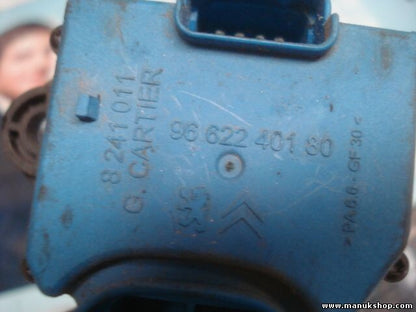 8 241 011
G. CARTIER
96 622 401 80
>PA 6.6 - GF 30<
www.manukshop.com